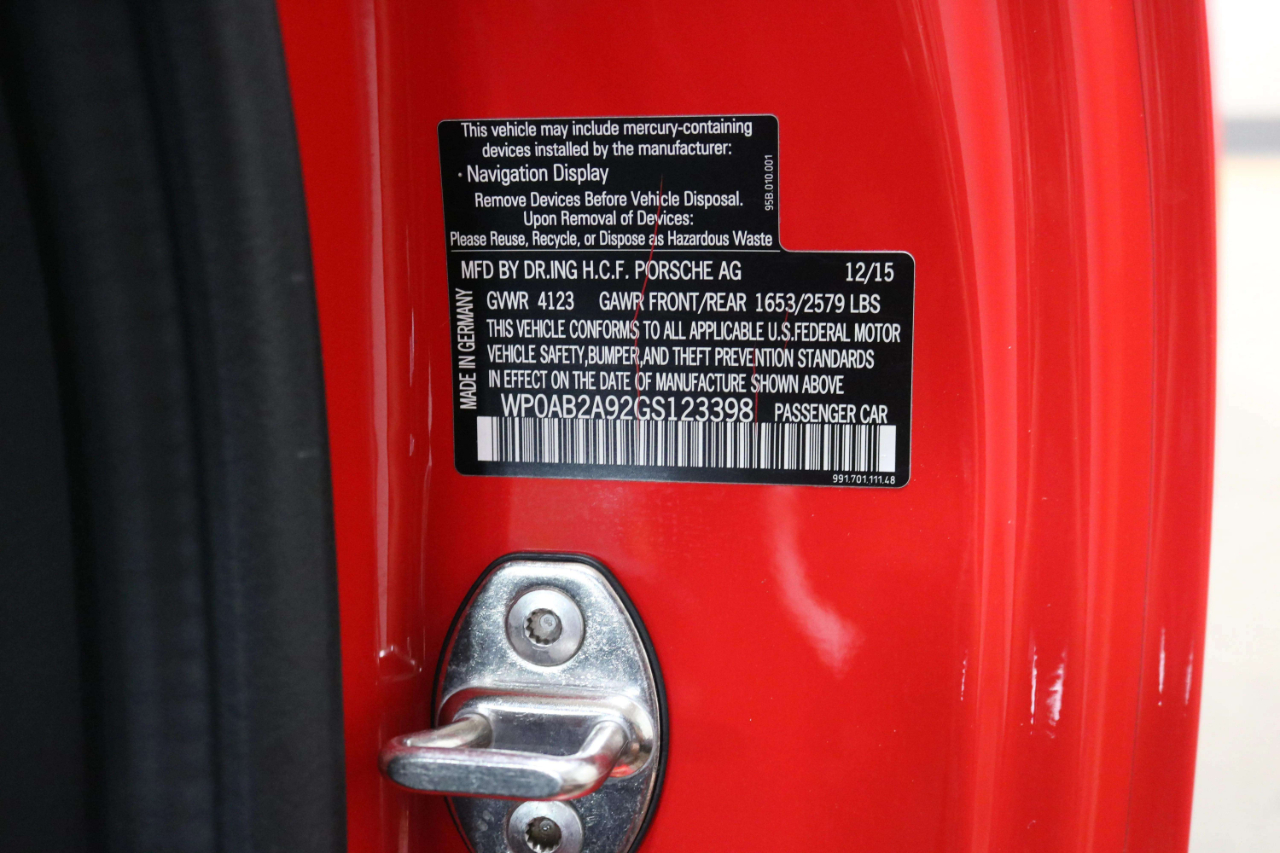 This vehicle may include mercury-containing
devices installed by the manufacturer:
· Navigation Display
Remove Devices Before Vehicle Disposal.
Upon Removal of Devices:
Please Reuse, Recycle, or Dispose as Hazardous Waste
95B.010.001
MFD BY DR.ING H.C.F. PORSCHE AG 12/15
GVWR 4123 GAWR FRONT/REAR 1653/2579 LBS
THIS VEHICLE CONFORMS TO ALL APPLICABLE U.S.FEDERAL MOTOR
VEHICLE SAFETY,BUMPER,AND THEFT PREVENTION STANDARDS
IN EFFECT ON THE DATE OF MANUFACTURE SHOWN ABOVE
MADE IN GERMANY
WP0AB2A92GS123398 PASSENGER CAR
991.701.111.48